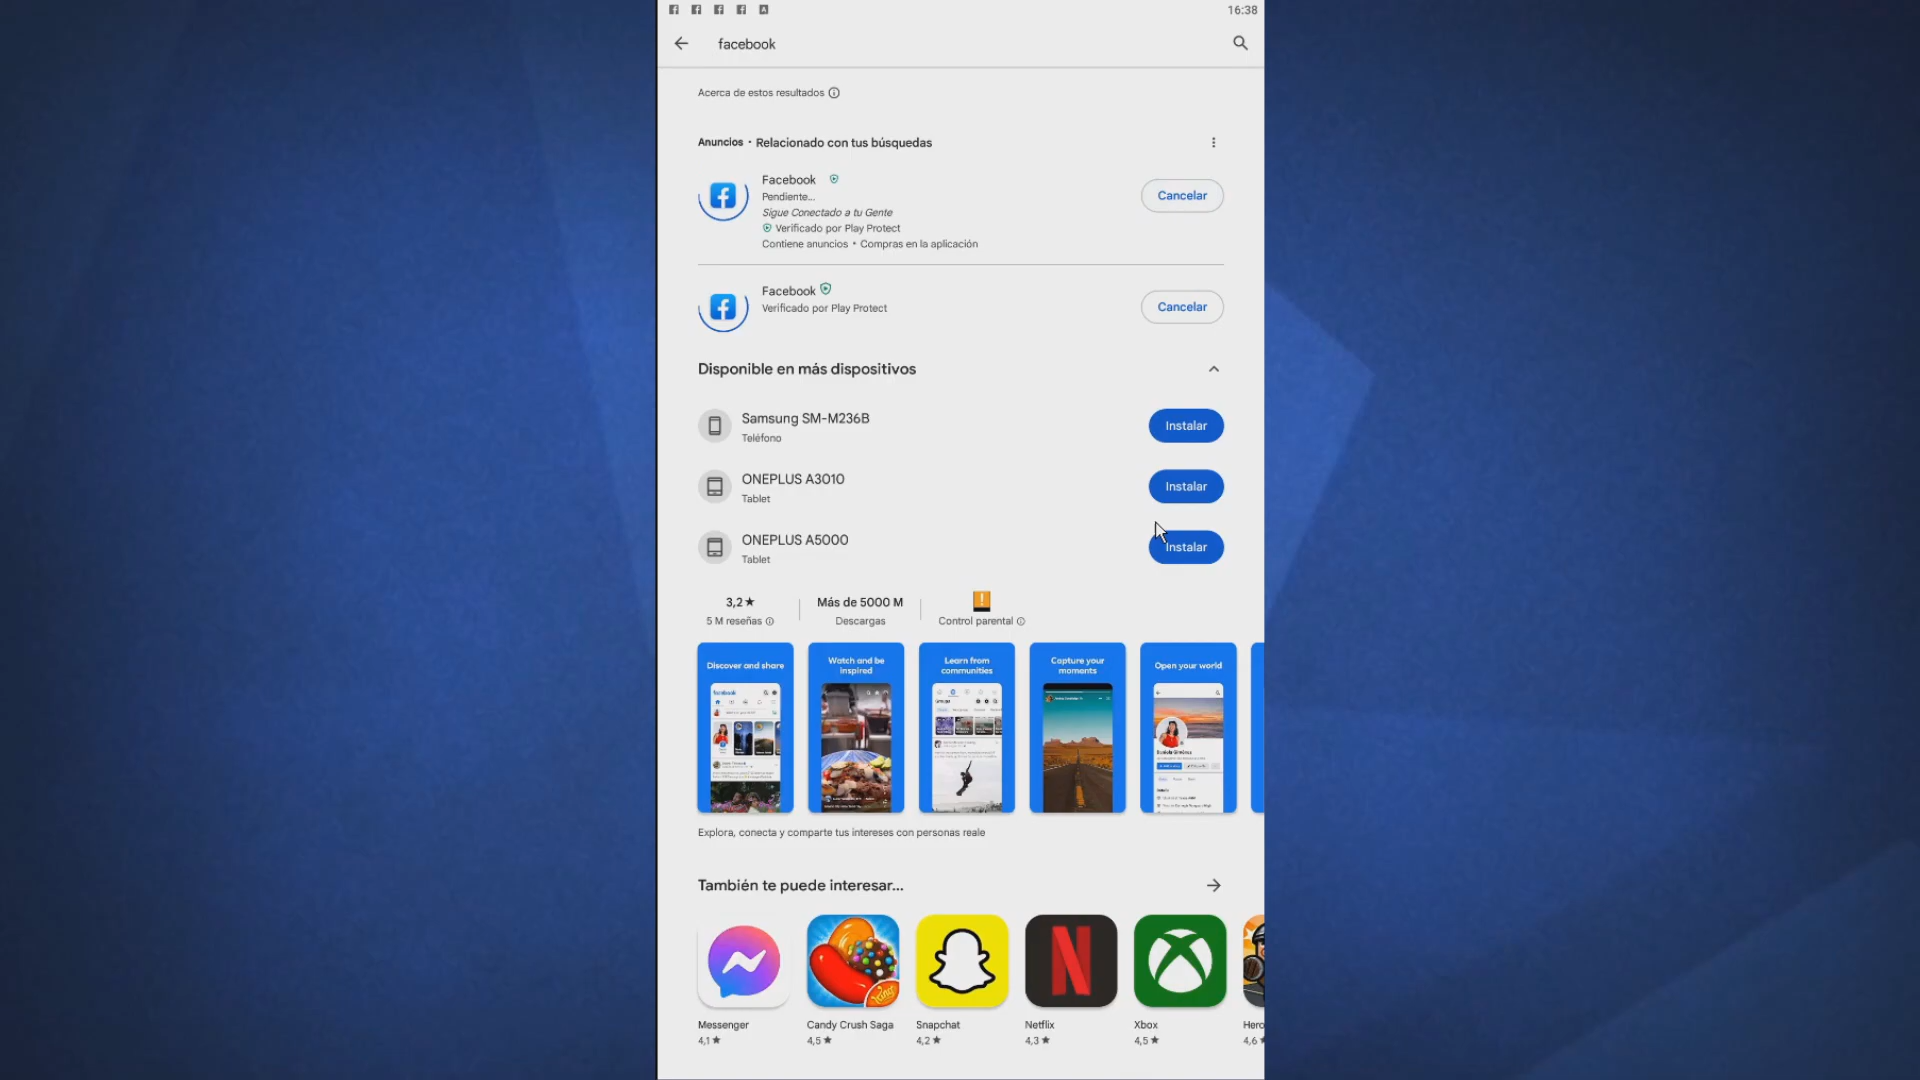 16:38
facebook
Acerca de estos resultados
Anuncios • Relacionado con tus búsquedas
Facebook
Pendiente...
Sigue Conectado a tu Gente
Verificado por Play Protect
Contiene anuncios • Compras en la aplicación
Cancelar
Facebook
Verificado por Play Protect
Cancelar
Disponible en más dispositivos
Samsung SM-M236B
Teléfono
Instalar
ONEPLUS A3010
Tablet
Instalar
ONEPLUS A5000
Tablet
Instalar
3,2★
5 M reseñas
Más de 5000 M
Descargas
Control parental
Discover and share
facebook
Watch and be
inspired
Learn from
communities
Capture your
moments
Open your world
Explora, conecta y comparte tus intereses con personas reale
También te puede interesar...
Messenger
4,1★
Candy Crush Saga
4,5★
Snapchat
4,2★
Netflix
4,3★
Xbox
4,5★
Hero
4,6★